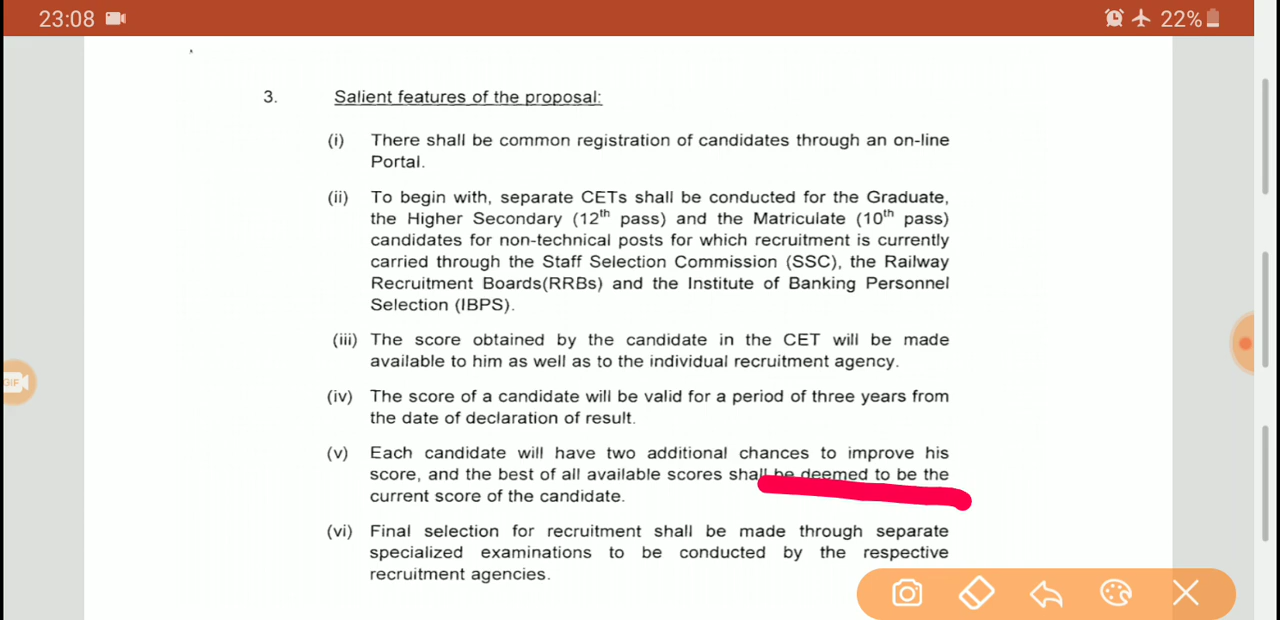 23:08
22%
3. Salient features of the proposal:
(i) There shall be common registration of candidates through an on-line
Portal.
(ii) To begin with, separate CETs shall be conducted for the Graduate,
the Higher Secondary (12th pass) and the Matriculate (10th pass)
candidates for non-technical posts for which recruitment is currently
carried through the Staff Selection Commission (SSC), the Railway
Recruitment Boards(RRBs) and the Institute of Banking Personnel
Selection (IBPS).
(iii) The score obtained by the candidate in the CET will be made
available to him as well as to the individual recruitment agency.
(iv) The score of a candidate will be valid for a period of three years from
the date of declaration of result.
(v) Each candidate will have two additional chances to improve his
score, and the best of all available scores shall be deemed to be the
current score of the candidate.
(vi) Final selection for recruitment shall be made through separate
specialized examinations to be conducted by the respective
recruitment agencies.
GIF